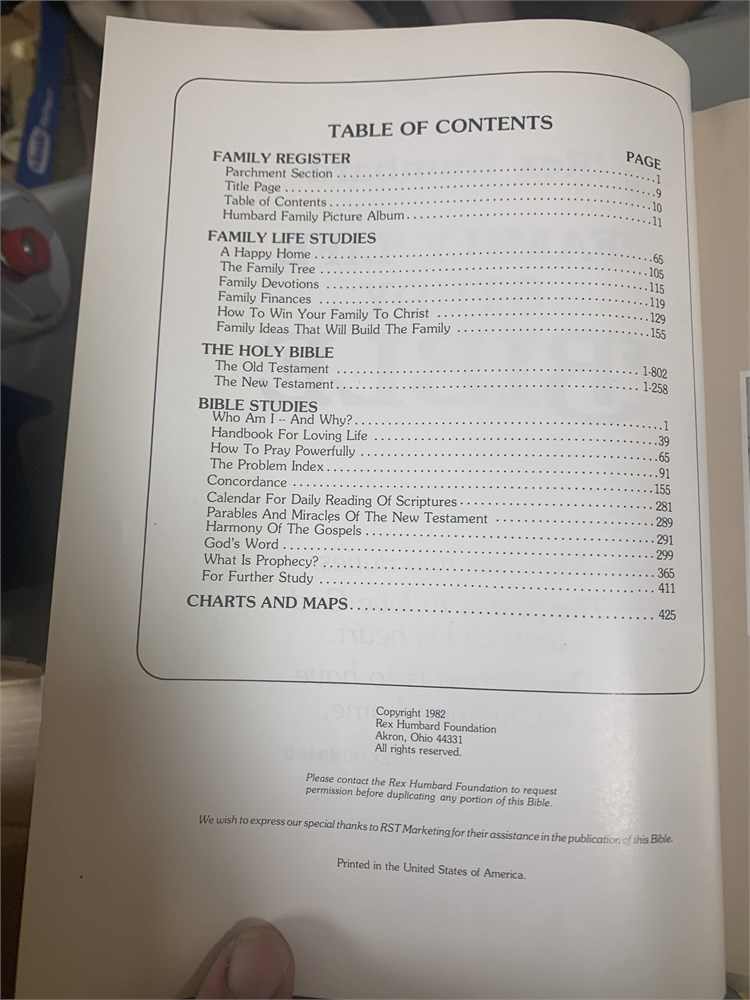 TABLE OF CONTENTS
FAMILY REGISTER PAGE
Parchment Section 1
Title Page 9
Table of Contents 10
Humbard Family Picture Album 11
FAMILY LIFE STUDIES
A Happy Home 65
The Family Tree 105
Family Devotions 115
Family Finances 119
How To Win Your Family To Christ 129
Family Ideas That Will Build The Family 155
THE HOLY BIBLE
The Old Testament 1-802
The New Testament 1-258
BIBLE STUDIES
Who Am I -- And Why? 1
Handbook For Loving Life 39
How To Pray Powerfully 65
The Problem Index 91
Concordance 155
Calendar For Daily Reading Of Scriptures 281
Parables And Miracles Of The New Testament 289
Harmony Of The Gospels 291
God's Word 299
What Is Prophecy? 365
For Further Study 411
CHARTS AND MAPS 425
Copyright 1982
Rex Humbard Foundation
Akron, Ohio 44331
All rights reserved.
Please contact the Rex Humbard Foundation to request
permission before duplicating any portion of this Bible.
We wish to express our special thanks to RST Marketing for their assistance in the publication of this Bible.
Printed in the United States of America.